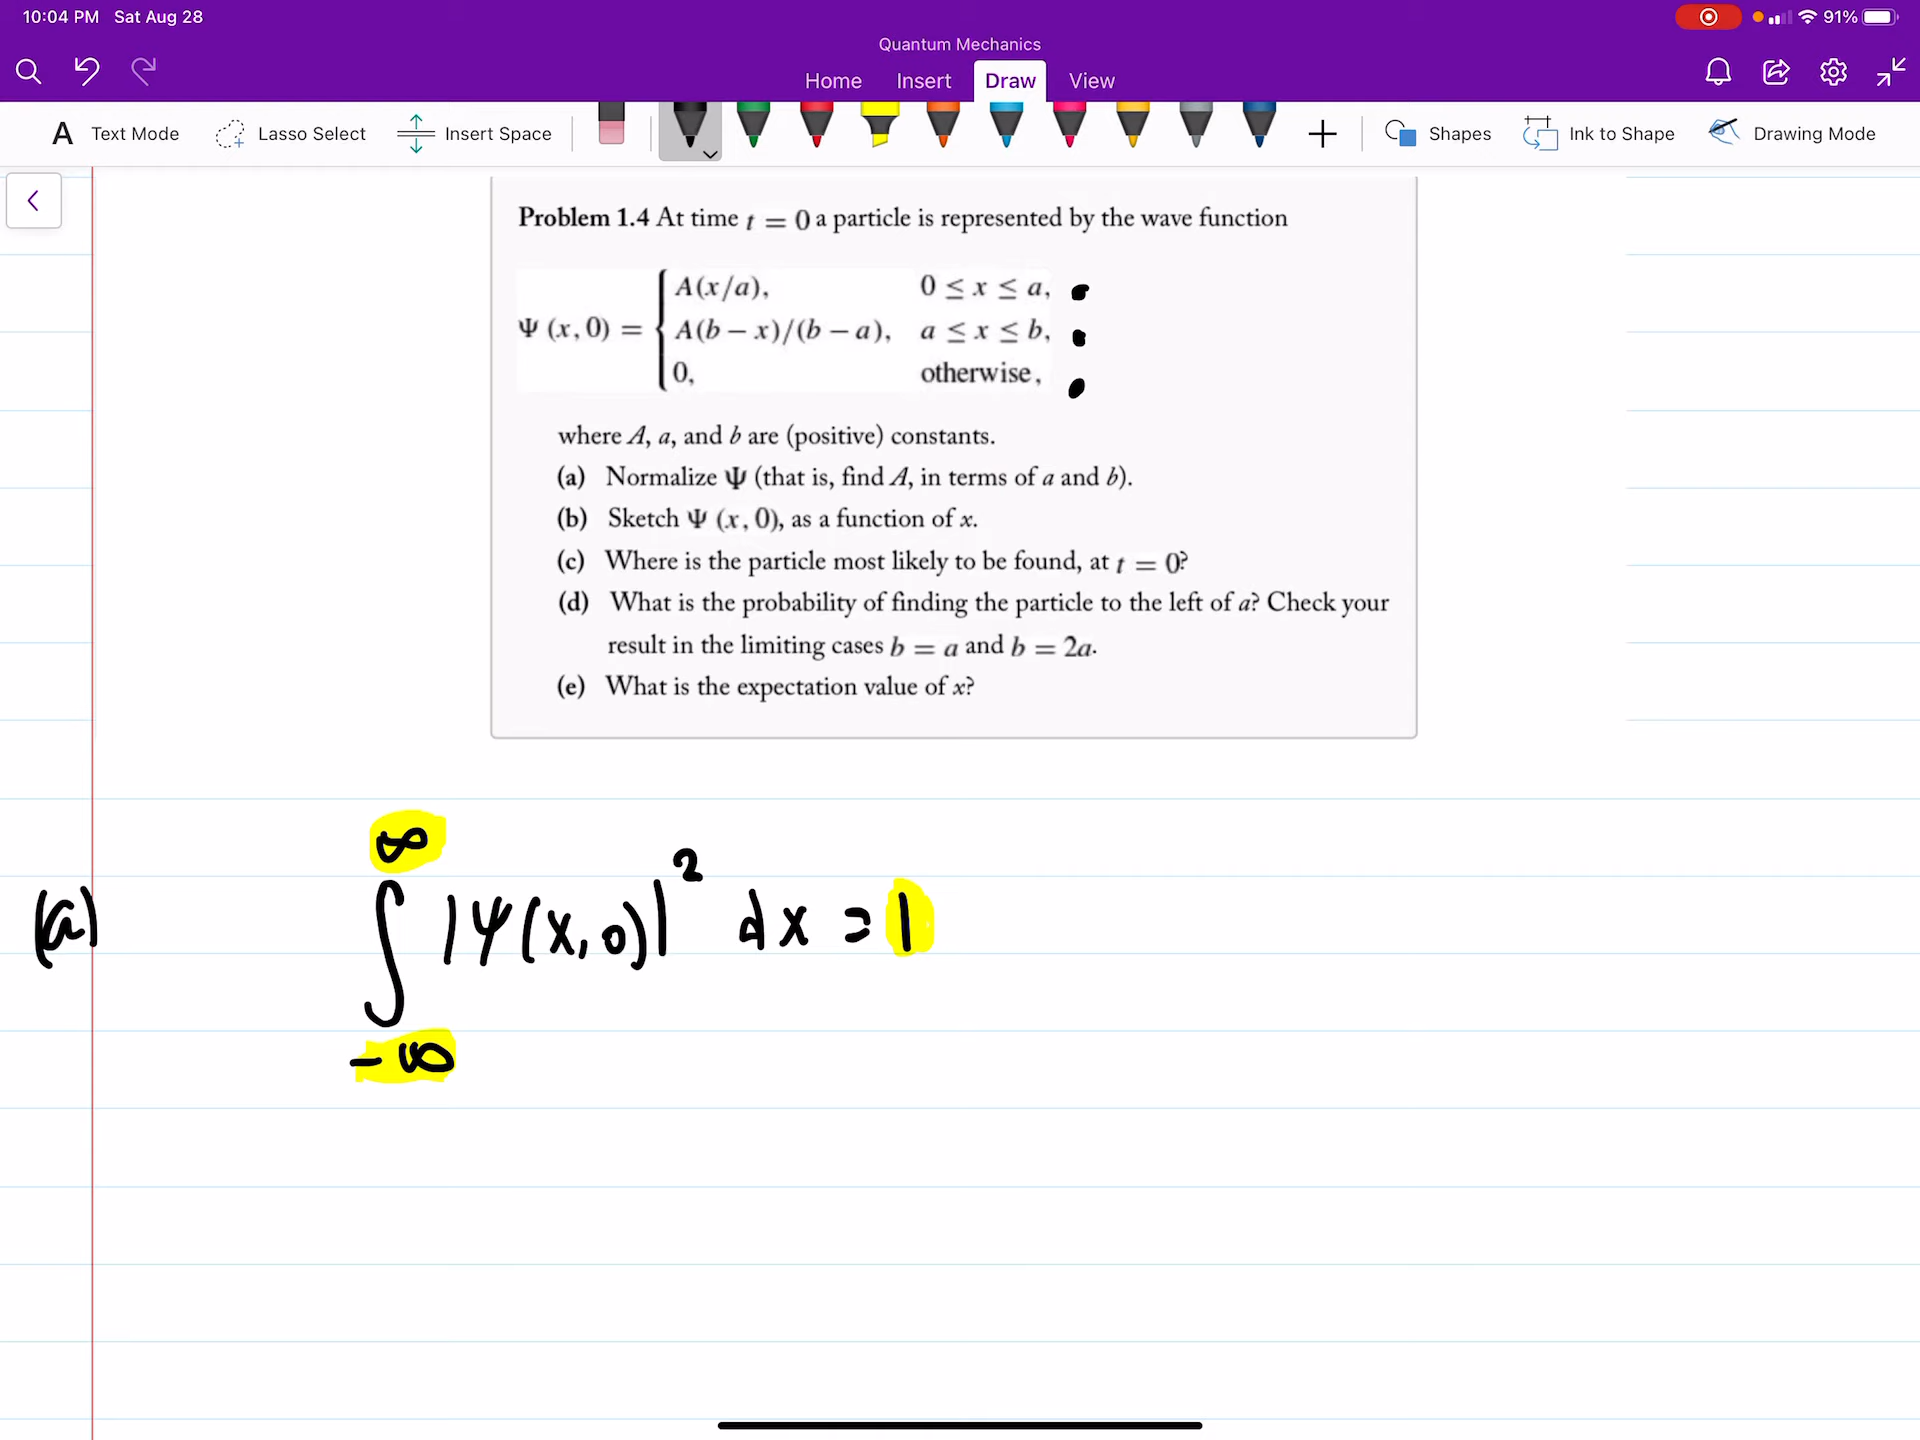 10:04 PM Sat Aug 28
91%
Quantum Mechanics
Home Insert Draw View
A Text Mode Lasso Select Insert Space Shapes Ink to Shape Drawing Mode
Problem 1.4 At time t = 0 a particle is represented by the wave function
A(x/a), 0 ≤ x ≤ a,
Ψ (x, 0) = { A(b − x)/(b − a), a ≤ x ≤ b,
0, otherwise,
where A, a, and b are (positive) constants.
(a) Normalize Ψ (that is, find A, in terms of a and b).
(b) Sketch Ψ (x, 0), as a function of x.
(c) Where is the particle most likely to be found, at t = 0?
(d) What is the probability of finding the particle to the left of a? Check your
result in the limiting cases b = a and b = 2a.
(e) What is the expectation value of x?
∞
(a) ∫ |Ψ(x,0)|² dx = 1
-∞